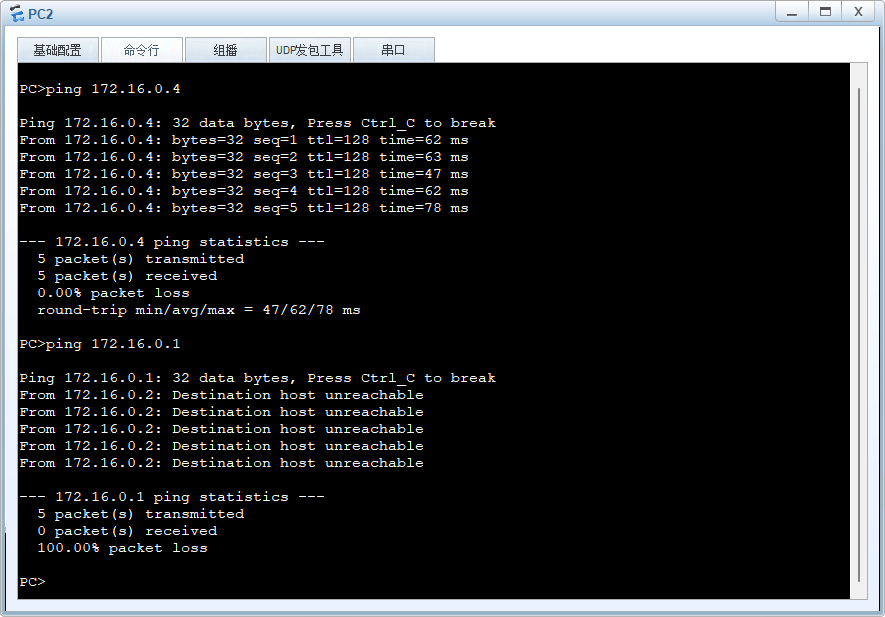 PC2
基础配置 命令行 组播 UDP发包工具 串口
PC>ping 172.16.0.4
Ping 172.16.0.4: 32 data bytes, Press Ctrl_C to break
From 172.16.0.4: bytes=32 seq=1 ttl=128 time=62 ms
From 172.16.0.4: bytes=32 seq=2 ttl=128 time=63 ms
From 172.16.0.4: bytes=32 seq=3 ttl=128 time=47 ms
From 172.16.0.4: bytes=32 seq=4 ttl=128 time=62 ms
From 172.16.0.4: bytes=32 seq=5 ttl=128 time=78 ms
--- 172.16.0.4 ping statistics ---
5 packet(s) transmitted
5 packet(s) received
0.00% packet loss
round-trip min/avg/max = 47/62/78 ms
PC>ping 172.16.0.1
Ping 172.16.0.1: 32 data bytes, Press Ctrl_C to break
From 172.16.0.2: Destination host unreachable
From 172.16.0.2: Destination host unreachable
From 172.16.0.2: Destination host unreachable
From 172.16.0.2: Destination host unreachable
From 172.16.0.2: Destination host unreachable
--- 172.16.0.1 ping statistics ---
5 packet(s) transmitted
0 packet(s) received
100.00% packet loss
PC>